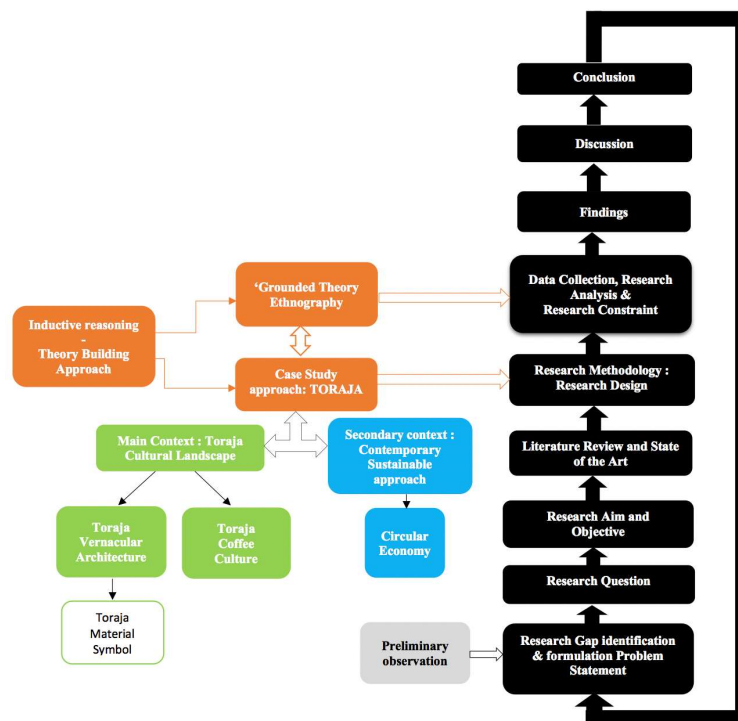 Conclusion
Discussion
Findings
‘Grounded Theory
Ethnography
Data Collection, Research
Analysis &
Research Constraint
Inductive reasoning
-
Theory Building
Approach
Case Study
approach: TORAJA
Research Methodology :
Research Design
Main Context : Toraja
Cultural Landscape
Secondary context :
Contemporary
Sustainable
approach
Literature Review and State
of the Art
Toraja
Vernacular
Architecture
Toraja
Coffee
Culture
Circular
Economy
Research Aim and
Objective
Research Question
Toraja
Material
Symbol
Preliminary
observation
Research Gap identification
& formulation Problem
Statement